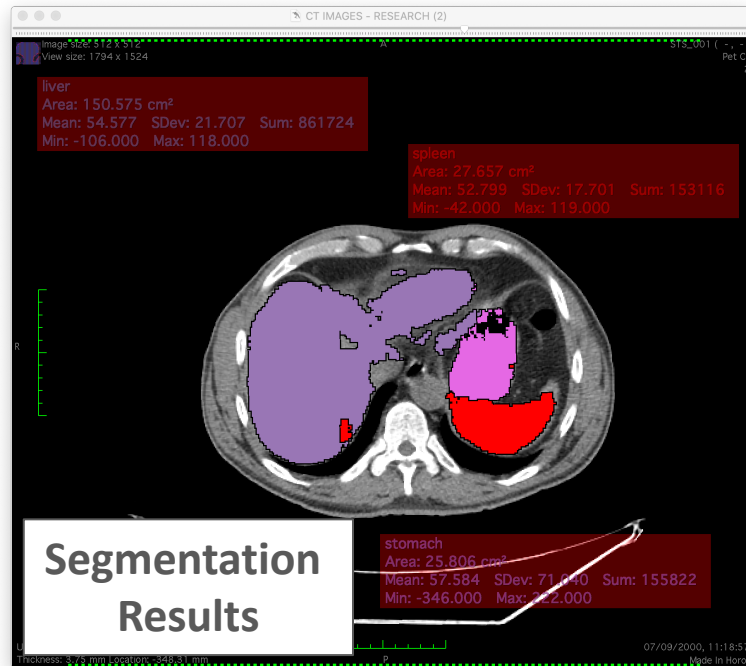 CT IMAGES - RESEARCH (2)
Image size: 512 x 512
View size: 1794 x 1524
A
STS_001 ( -, -
Pet C
liver
Area: 150.575 cm²
Mean: 54.577 SDev: 21.707 Sum: 861724
Min: -106.000 Max: 118.000
spleen
Area: 27.657 cm²
Mean: 52.799 SDev: 17.701 Sum: 153116
Min: -42.000 Max: 119.000
R
Segmentation
Results
stomach
Area: 25.806 cm²
Mean: 57.584 SDev: 71.040 Sum: 155822
Min: -346.000 Max: 222.000
Thickness: 3.75 mm Location: -348.31 mm
P
07/09/2000, 11:18:5
Made In Horo